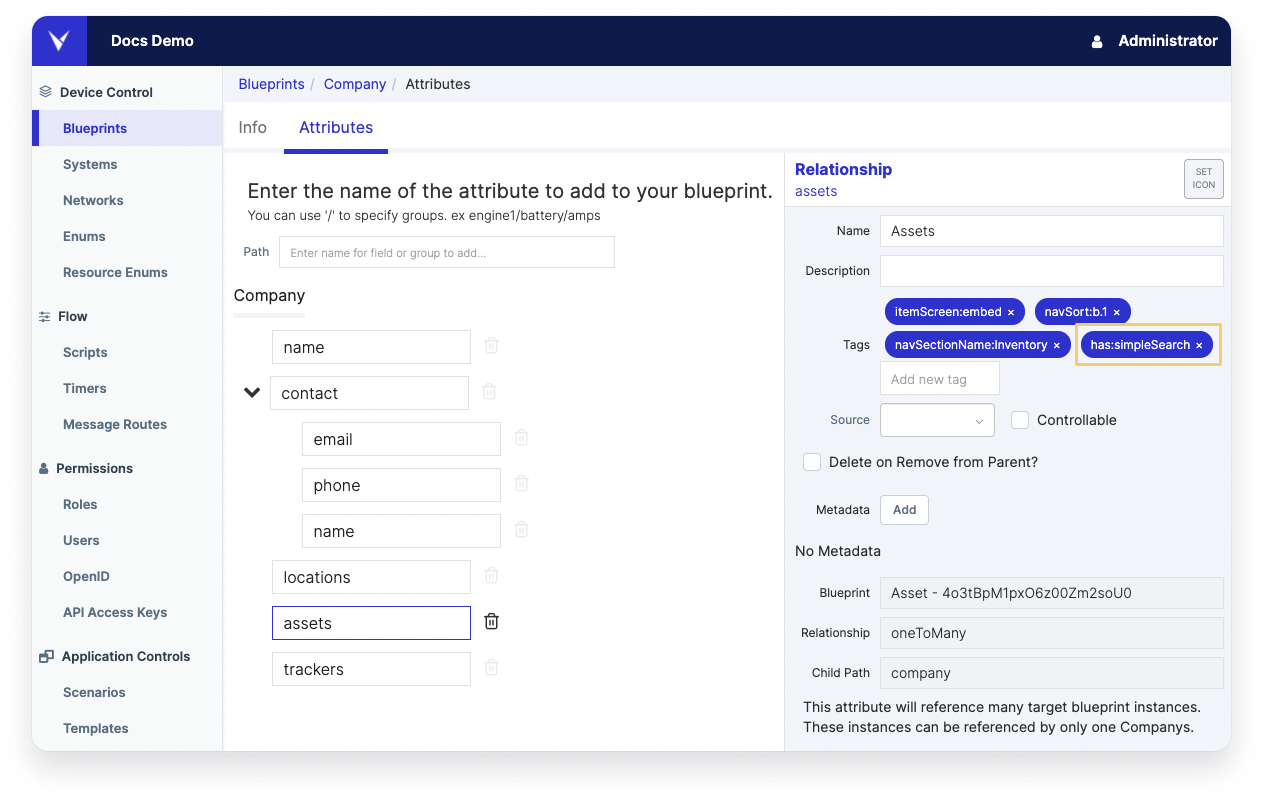 Docs Demo
Administrator
Device Control
Blueprints
Systems
Networks
Enums
Resource Enums
Flow
Scripts
Timers
Message Routes
Permissions
Roles
Users
OpenID
API Access Keys
Application Controls
Scenarios
Templates
Blueprints / Company / Attributes
Info Attributes
Enter the name of the attribute to add to your blueprint.
You can use '/' to specify groups. ex engine1/battery/amps
Path Enter name for field or group to add...
Company
name
contact
email
phone
name
locations
assets
trackers
Relationship
assets
SET
ICON
Name Assets
Description
itemScreen:embed × navSort:b.1 ×
Tags navSectionName:Inventory × has:simpleSearch ×
Add new tag
Source Controllable
Delete on Remove from Parent?
Metadata Add
No Metadata
Blueprint Asset - 4o3tBpM1pxO6z00Zm2soU0
Relationship oneToMany
Child Path company
This attribute will reference many target blueprint instances.
These instances can be referenced by only one Companys.